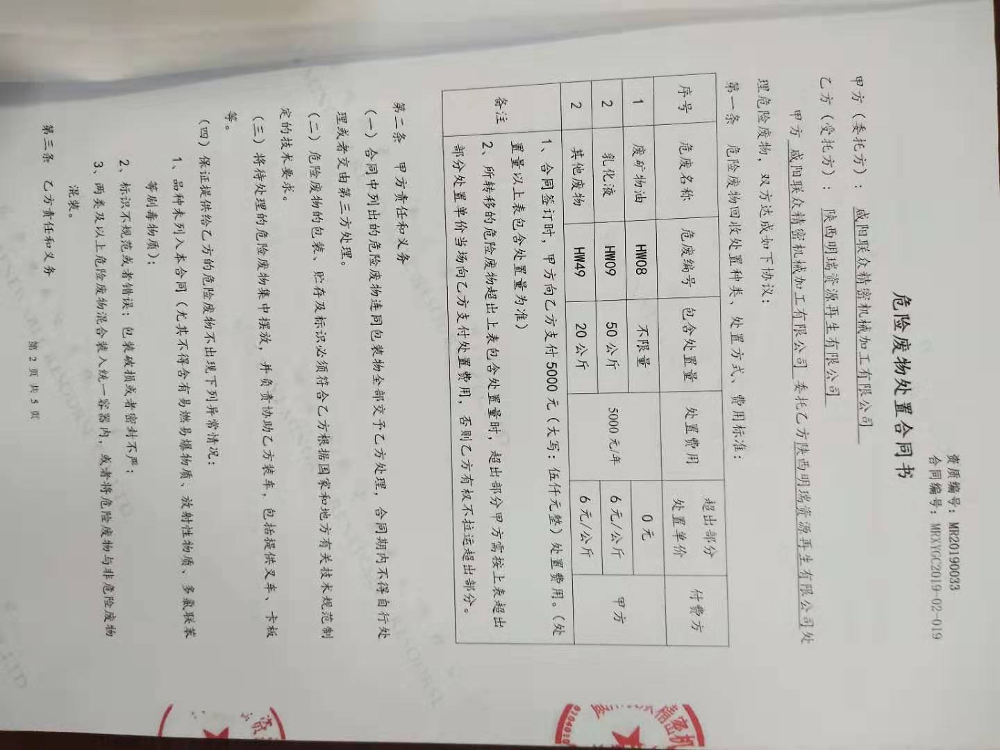 资质编号：MR20190033
合同编号：MRXYGC2019-02-019
危险废物处置合同书
甲方（委托方）： 咸阳联众精密机械加工有限公司
乙方（受托方）： 陕西明瑞资源再生有限公司
甲方 咸阳联众精密机械加工有限公司 委托乙方陕西明瑞资源再生有限公司处
理危险废物，双方达成如下协议：
第一条 危险废物回收处置种类、处置方式、费用标准：
序号 危废名称 危废编号 包含处置量 处置费用 超出部分 付费方
处置单价
1 废矿物油 HW08 不限量 5000元/年 0元 甲方
2 乳化液 HW09 50公斤 6元/公斤
2 其他废物 HW49 20公斤 6元/公斤
备注 1、合同签订时，甲方向乙方支付5000元（大写：伍仟元整）处置费用。（处
置量以上表包含处置量为准）
2、所转移的危险废物超出上表包含处置量时，超出部分甲方需按上表超出
部分处置单价当场向乙方支付处置费用，否则乙方有权不拉运超出部分。
第二条 甲方责任和义务
（一）合同中列出的危险废物连同包装物全部交予乙方处理，合同期内不得自行处
理或者交由第三方处理。
（二）危险废物的包装、贮存及标识必须符合乙方根据国家和地方有关技术规范制
定的技术要求。
（三）将待处理的危险废物集中摆放，并负责协助乙方装车，包括提供叉车、卡板
等。
（四）保证提供给乙方的危险废物不出现下列异常情况：
1、品种未列入本合同（尤其不得含有易燃易爆物质、放射性物质、多氯联苯
等剧毒物质）；
2、标识不规范或者错误；包装破损或者密封不严；
3、两类及以上危险废物混合装入统一容器内，或者将危险废物与非危险废物
混装。
第三条 乙方责任和义务
第 2 页 共 5 页
精密机
资